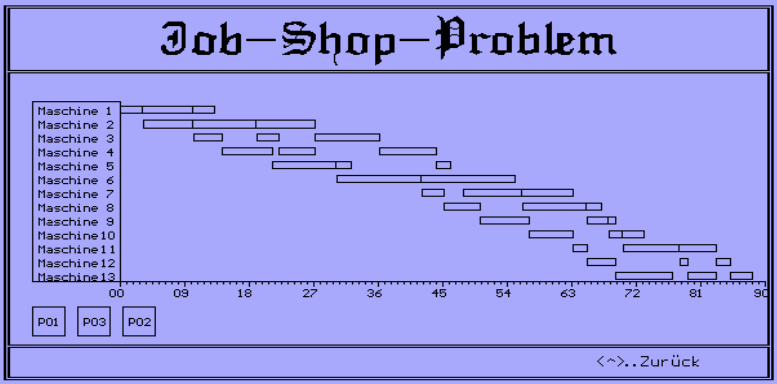 Job-Shop-Problem
Maschine 1
Maschine 2
Maschine 3
Maschine 4
Maschine 5
Maschine 6
Maschine 7
Maschine 8
Maschine 9
Maschine10
Maschine11
Maschine12
Maschine13
00 09 18 27 36 45 54 63 72 81 90
P01 P03 P02
<^>..Zurück